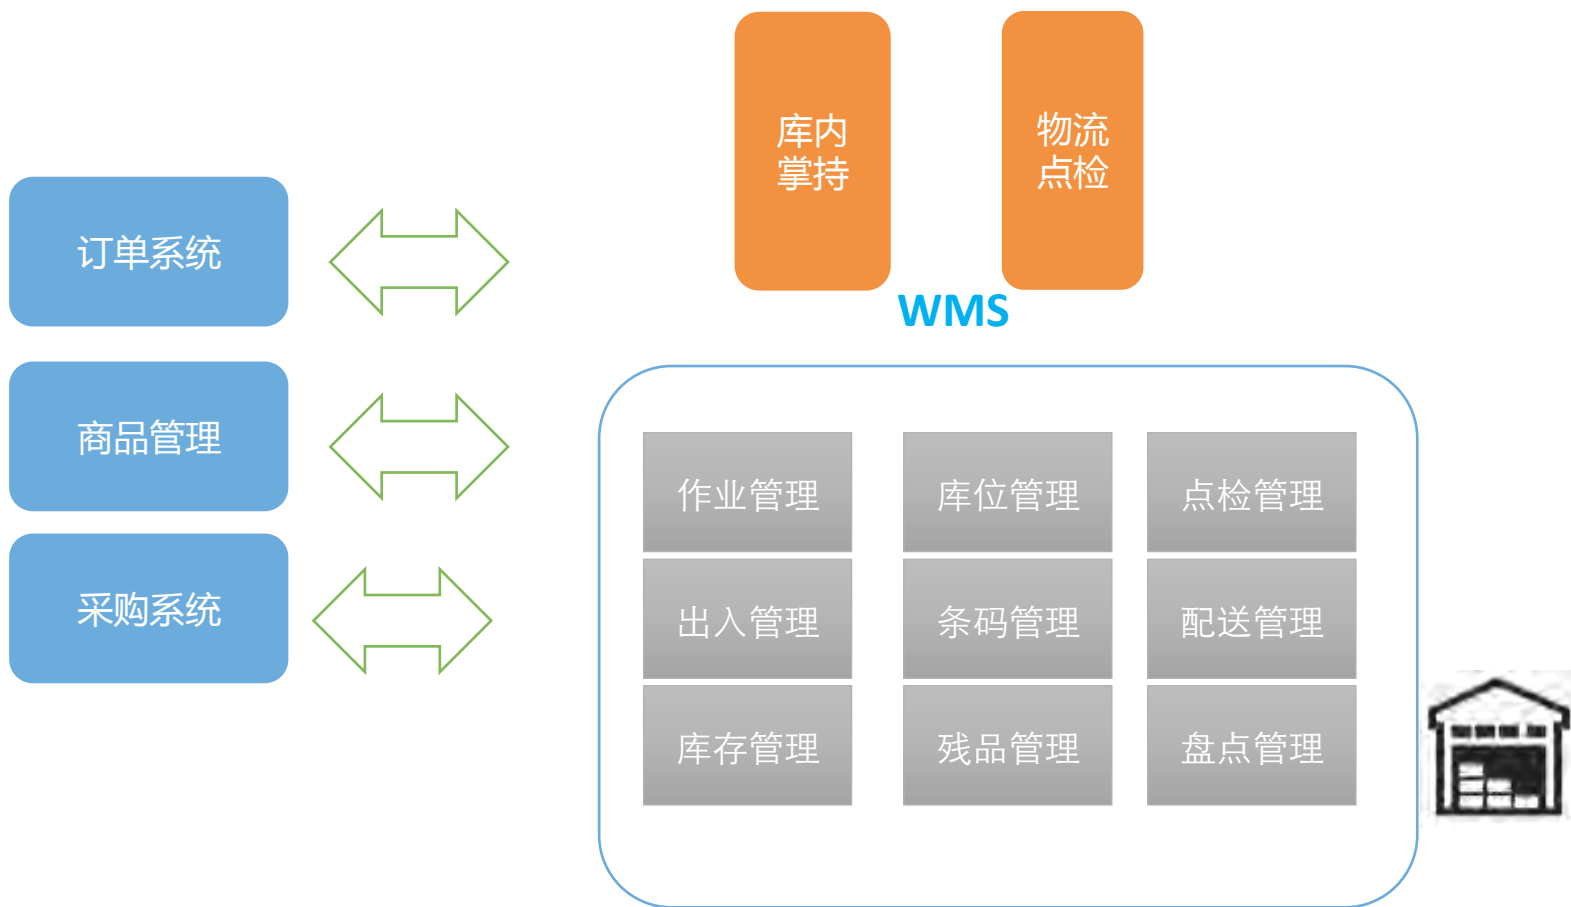 库内
掌持
物流
点检
订单系统
WMS
商品管理
采购系统
作业管理
库位管理
点检管理
出入管理
条码管理
配送管理
库存管理
残品管理
盘点管理